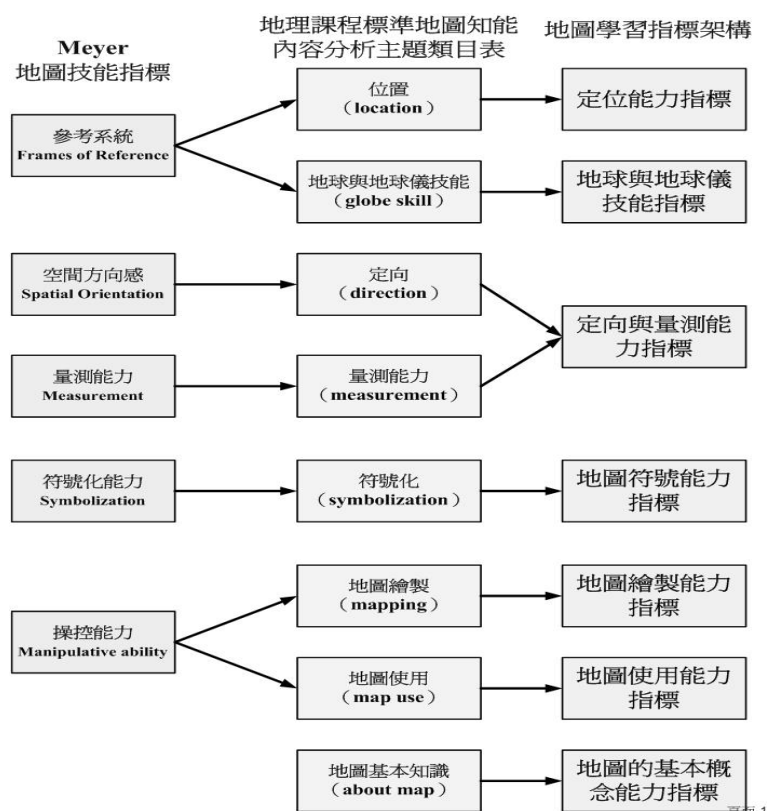 Meyer
地圖技能指標
地理課程標準地圖知能
內容分析主題類目表
地圖學習指標架構
參考系統
Frames of Reference
位置
（location）
定位能力指標
地球與地球儀技能
（globe skill）
地球與地球儀
技能指標
空間方向感
Spatial Orientation
定向
（direction）
定向與量測能
力指標
量測能力
Measurement
量測能力
（measurement）
符號化能力
Symbolization
符號化
（symbolization）
地圖符號能力
指標
操控能力
Manipulative ability
地圖繪製
（mapping）
地圖繪製能力
指標
地圖使用
（map use）
地圖使用能力
指標
地圖基本知識
（about map）
地圖的基本概
念能力指標